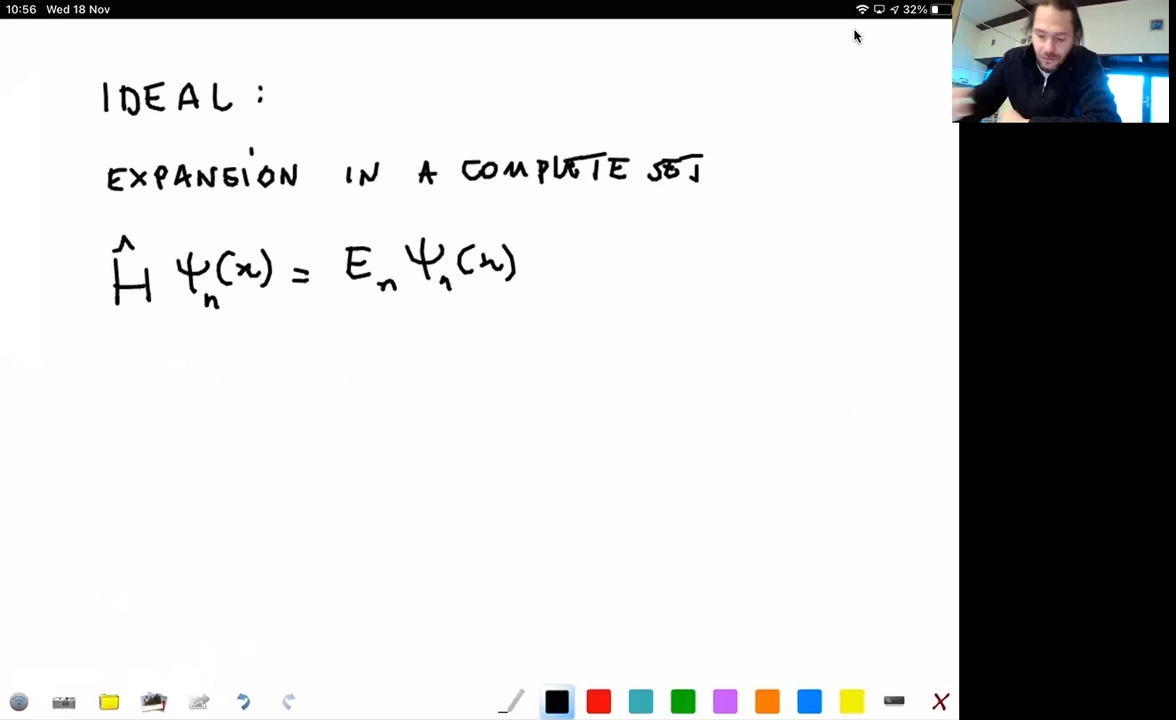 10:56 Wed 18 Nov 32%
IDEAL:
EXPANSION IN A COMPLETE SET
Ĥ Ψₙ(x) = Eₙ Ψₙ(x)